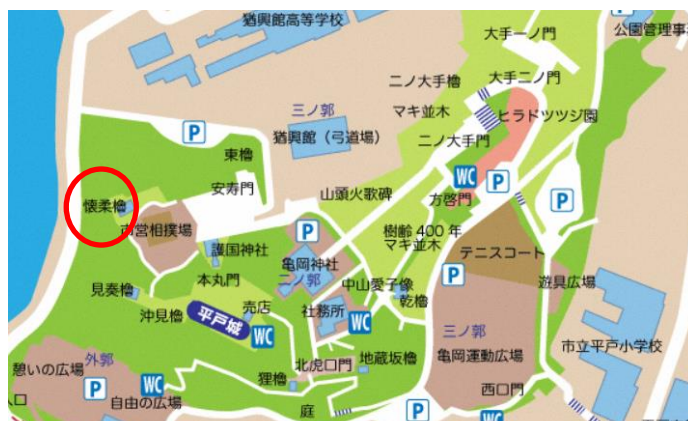 猶興館高等学校
大手一ノ門
公園管理事
二ノ大手櫓
大手二ノ門
三ノ郭
マキ並木
ヒラドツツジ園
P
猶興館（弓道場）
二ノ大手門
東櫓
WC
P
安寿門
山頭火歌碑
方啓門
P
懐柔櫓
市営相撲場
樹齢400年
マキ並木
護国神社
P
亀岡神社
テニスコート
本丸門
二ノ郭
中山愛子像
P
遊具広場
見奏櫓
売店
乾櫓
沖見櫓
平戸城
社務所
WC
WC
三ノ郭
外郭
北虎口門
地蔵坂櫓
亀岡運動広場
市立平戸小学校
憩いの広場
P
WC
狸櫓
西口門
入口
自由の広場
庭
P
WC